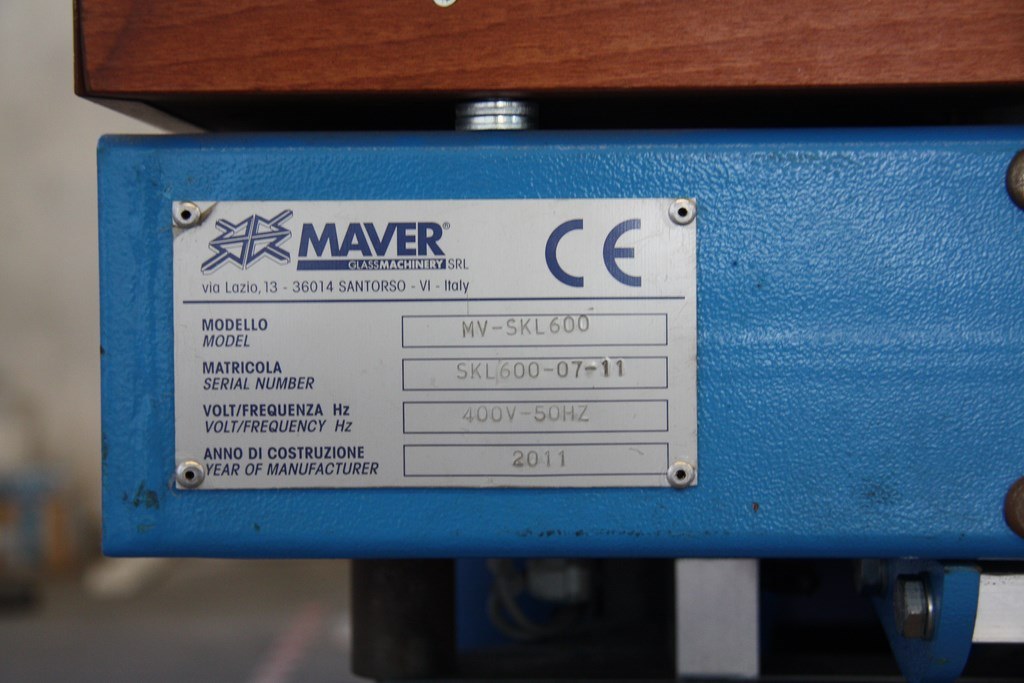 MAVER®
GLASSMACHINERY SRL
CE
via Lazio, 13 - 36014 SANTORSO - VI - Italy
MODELLO
MODEL
MV-SKL600
MATRICOLA
SERIAL NUMBER
SKL600-07-11
VOLT/FREQUENZA Hz
VOLT/FREQUENCY Hz
400V-50HZ
ANNO DI COSTRUZIONE
YEAR OF MANUFACTURER
2011